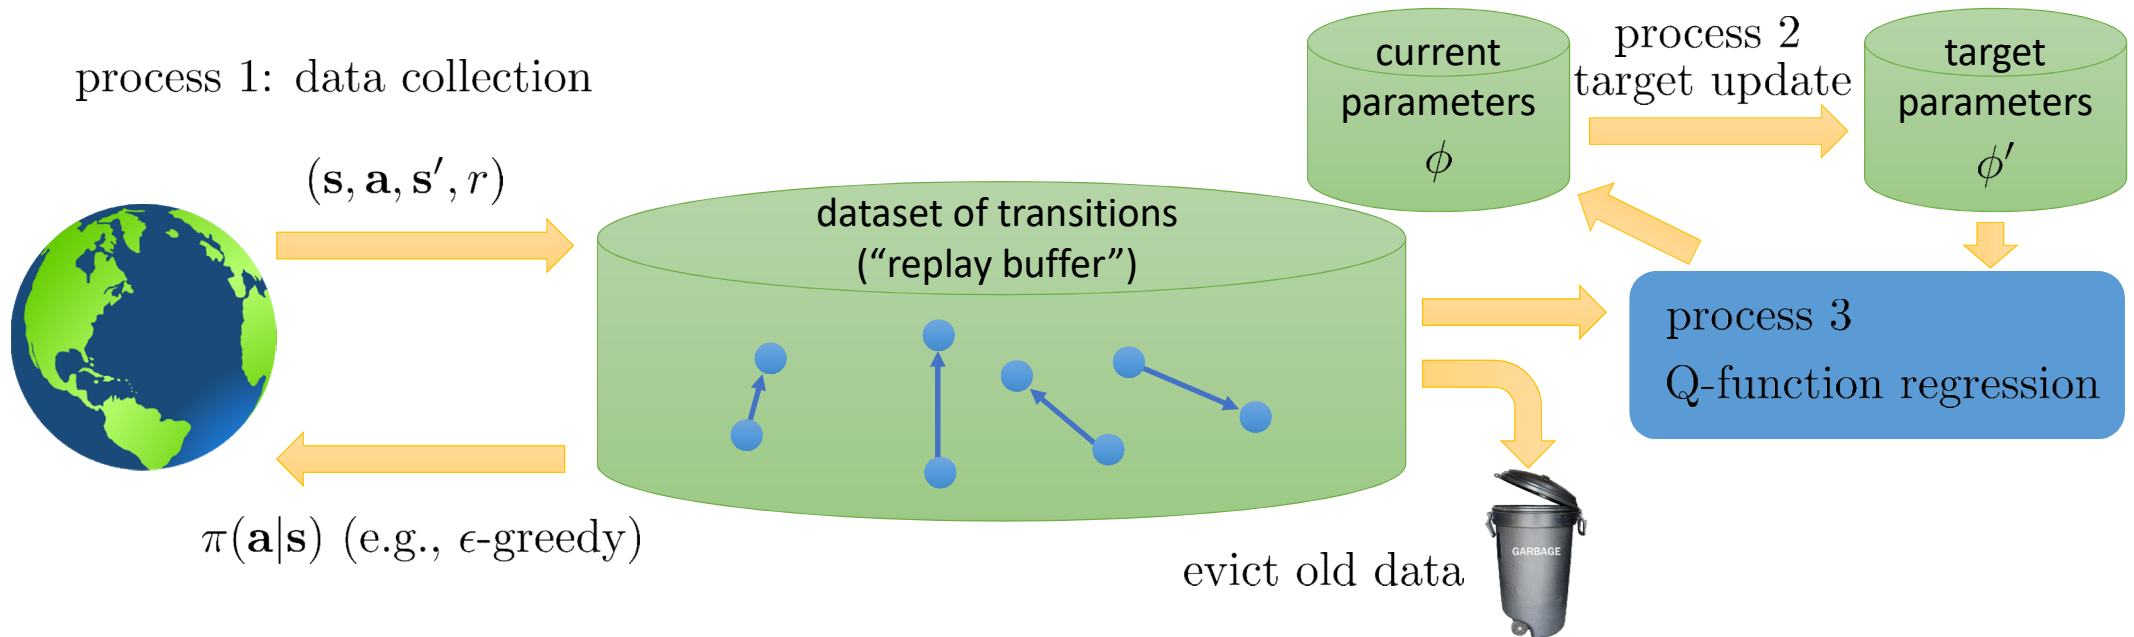 process 1: data collection
(s, a, s′, r)
π(a|s) (e.g., ϵ-greedy)
dataset of transitions
(“replay buffer”)
current
parameters
ϕ
process 2
target update
target
parameters
ϕ′
process 3
Q-function regression
evict old data
GARBAGE